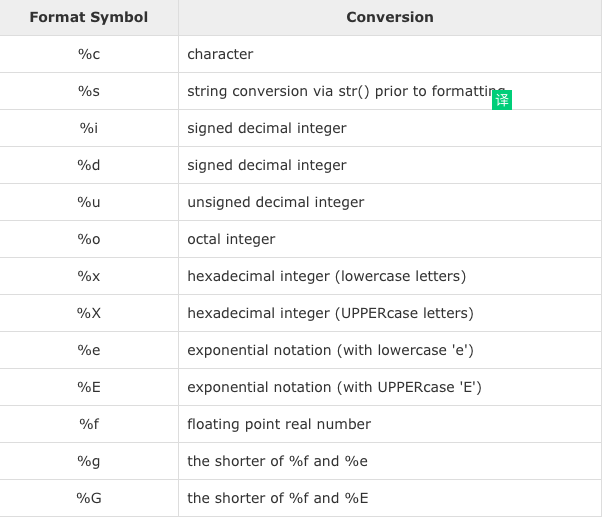 Format Symbol Conversion
%c character
%s string conversion via str() prior to formatting
译
%i signed decimal integer
%d signed decimal integer
%u unsigned decimal integer
%o octal integer
%x hexadecimal integer (lowercase letters)
%X hexadecimal integer (UPPERcase letters)
%e exponential notation (with lowercase 'e')
%E exponential notation (with UPPERcase 'E')
%f floating point real number
%g the shorter of %f and %e
%G the shorter of %f and %E